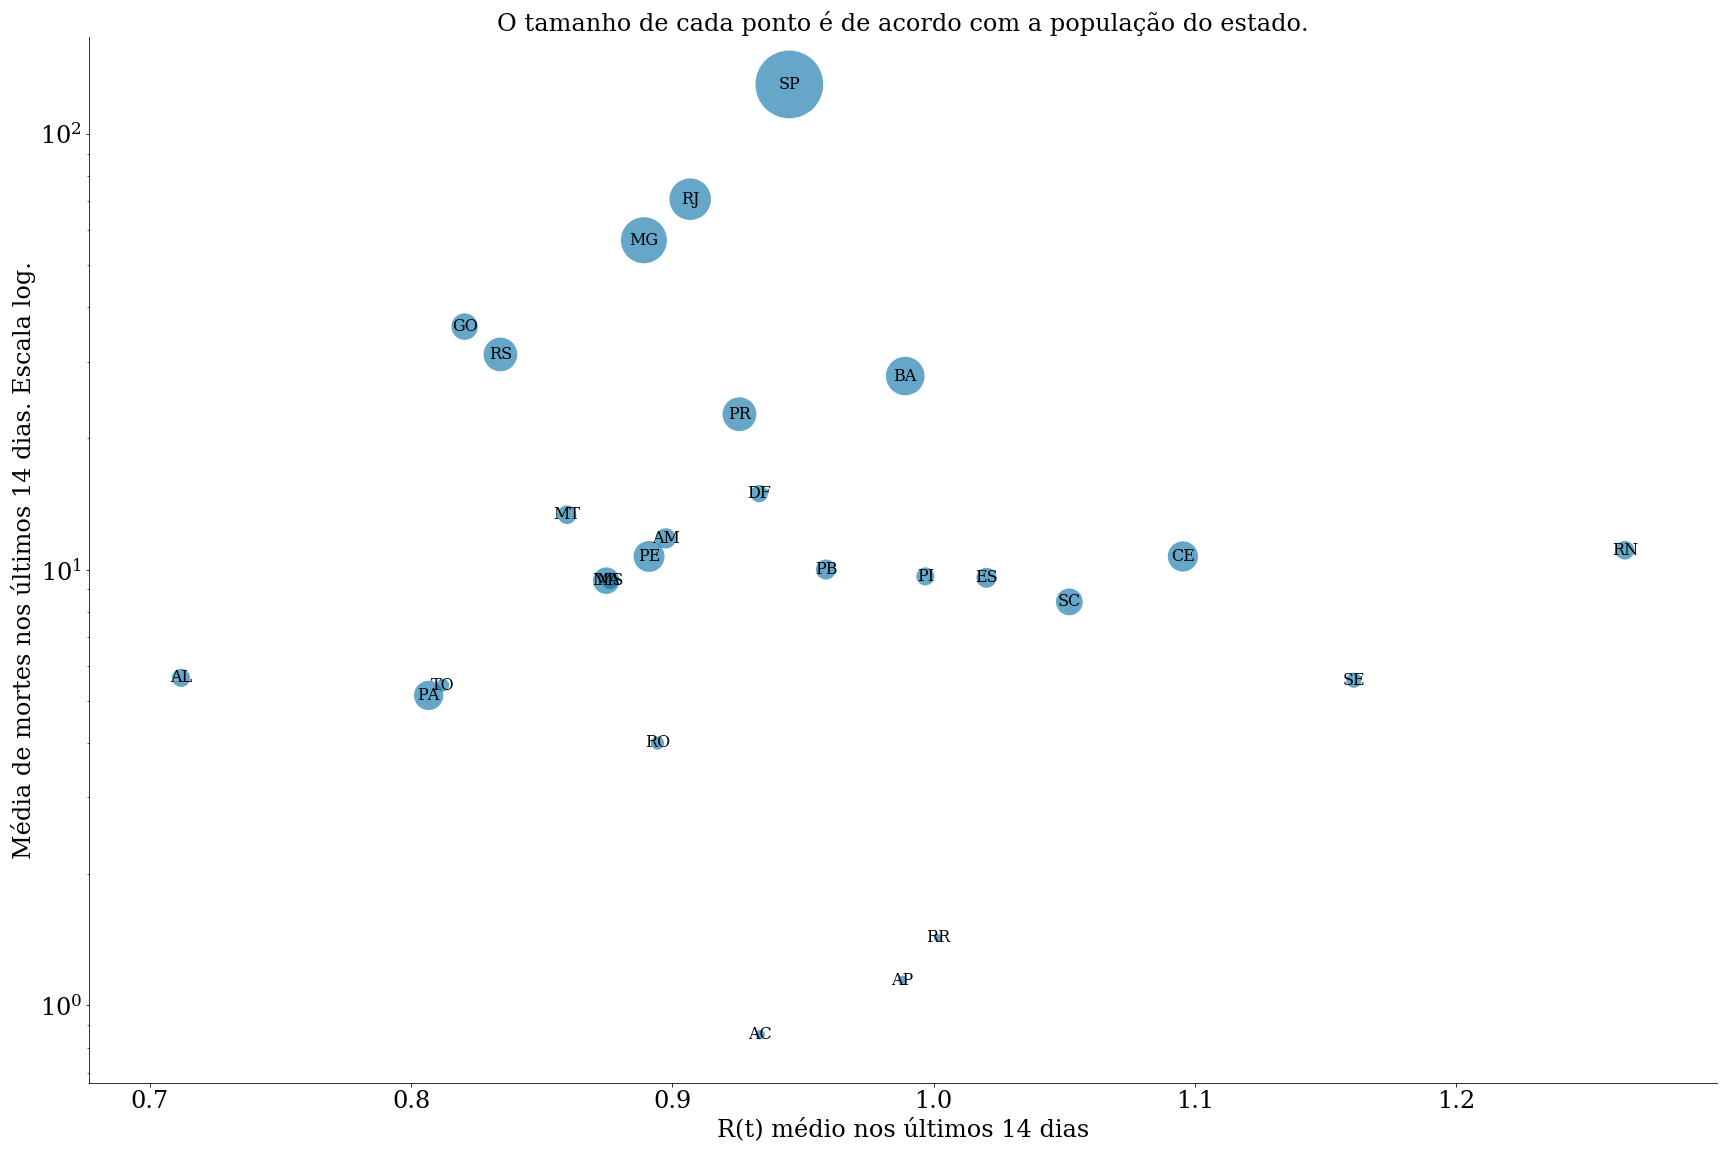 O tamanho de cada ponto é de acordo com a população do estado.
Média de mortes nos últimos 14 dias. Escala log.
10²
10¹
10⁰
SP
RJ
MG
GO
RS
BA
PR
DF
MT
AM
PE
RN
CE
PB
PI
ES
MA
MS
SC
AL
SE
TO
PA
RO
RR
AP
AC
0.7 0.8 0.9 1.0 1.1 1.2
R(t) médio nos últimos 14 dias